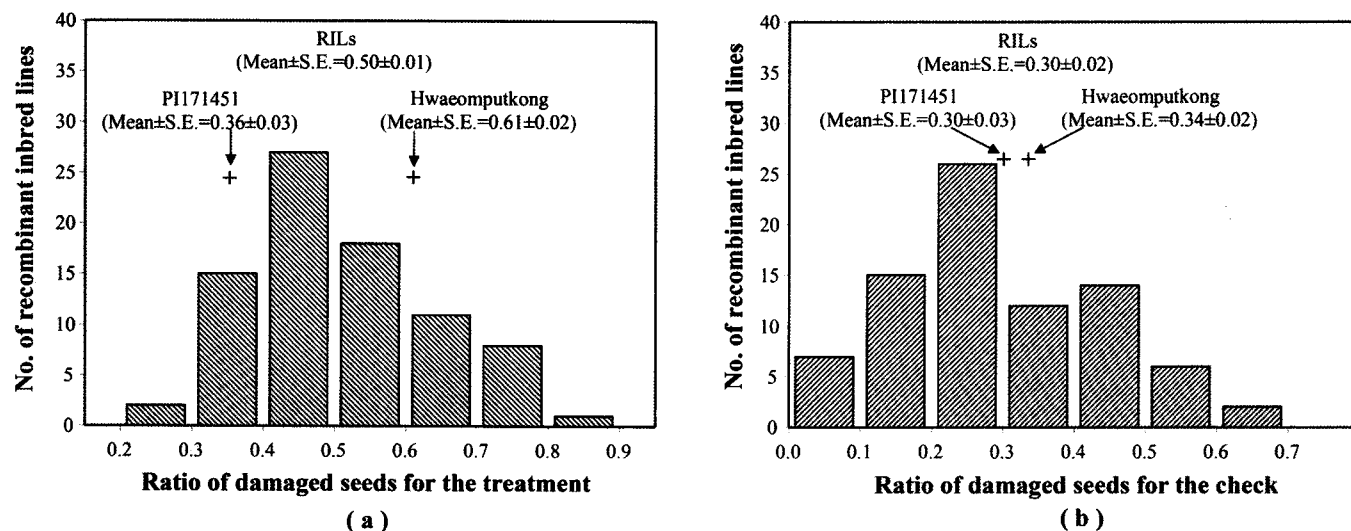 40
35
30
25
20
15
10
5
0
No. of recombinant inbred lines
RILs
(Mean±S.E.=0.50±0.01)
PI171451
(Mean±S.E.=0.36±0.03)
Hwaeomputkong
(Mean±S.E.=0.61±0.02)
0.2 0.3 0.4 0.5 0.6 0.7 0.8 0.9
Ratio of damaged seeds for the treatment
( a )
40
35
30
25
20
15
10
5
0
No. of recombinant inbred lines
RILs
(Mean±S.E.=0.30±0.02)
PI171451
(Mean±S.E.=0.30±0.03)
Hwaeomputkong
(Mean±S.E.=0.34±0.02)
0.0 0.1 0.2 0.3 0.4 0.5 0.6 0.7
Ratio of damaged seeds for the check
( b )